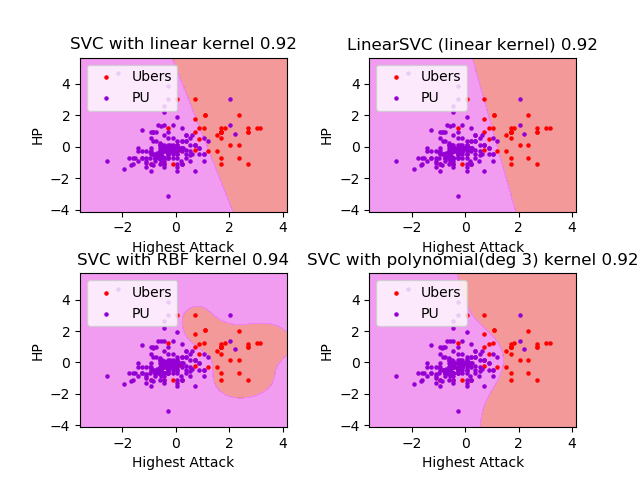 SVC with linear kernel 0.92
Ubers
PU
HP
4
2
0
−2
−4
−2 0 2 4
Highest Attack
LinearSVC (linear kernel) 0.92
Ubers
PU
HP
4
2
0
−2
−4
−2 0 2 4
Highest Attack
SVC with RBF kernel 0.94
Ubers
PU
HP
4
2
0
−2
−4
−2 0 2 4
Highest Attack
SVC with polynomial(deg 3) kernel 0.92
Ubers
PU
HP
4
2
0
−2
−4
−2 0 2 4
Highest Attack